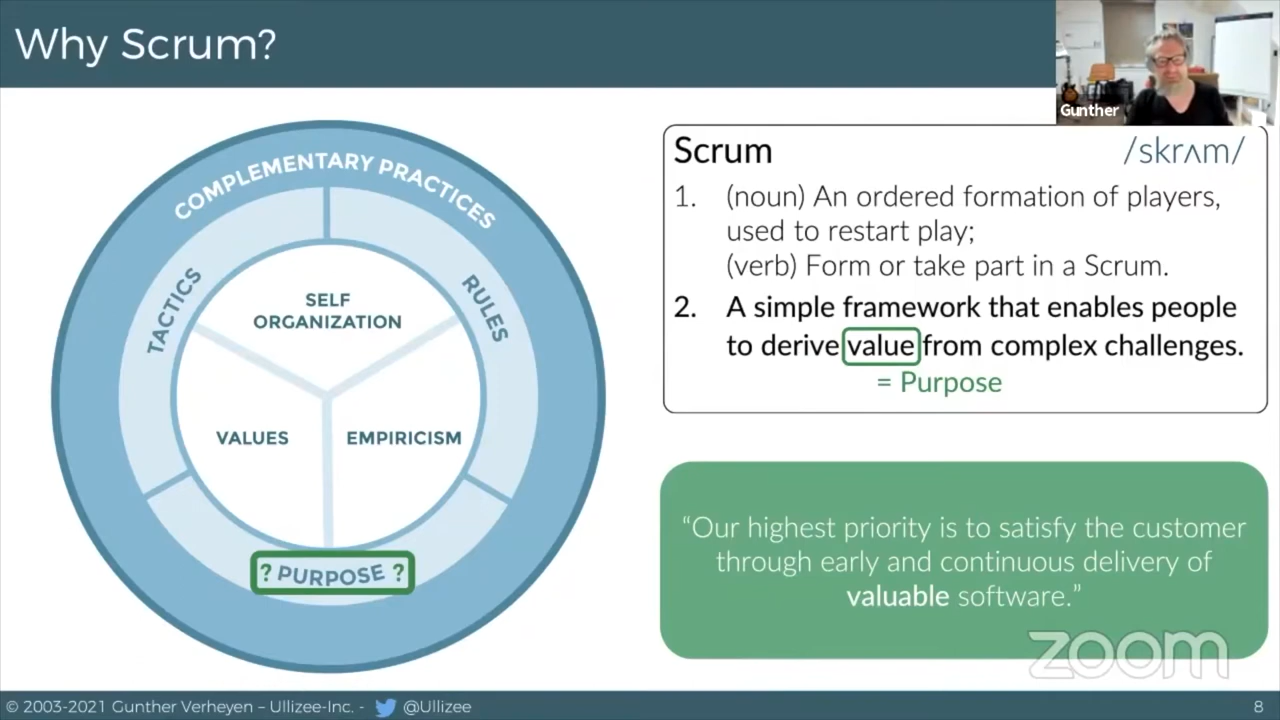 Why Scrum?
Gunther
COMPLEMENTARY PRACTICES
TACTICS
RULES
SELF
ORGANIZATION
VALUES
EMPIRICISM
? PURPOSE ?
Scrum /skrʌm/
1. (noun) An ordered formation of players,
used to restart play;
(verb) Form or take part in a Scrum.
2. A simple framework that enables people
to derive value from complex challenges.
= Purpose
“Our highest priority is to satisfy the customer
through early and continuous delivery of
valuable software.”
zoom
© 2003-2021 Gunther Verheyen – Ullizee-Inc. - @Ullizee 8